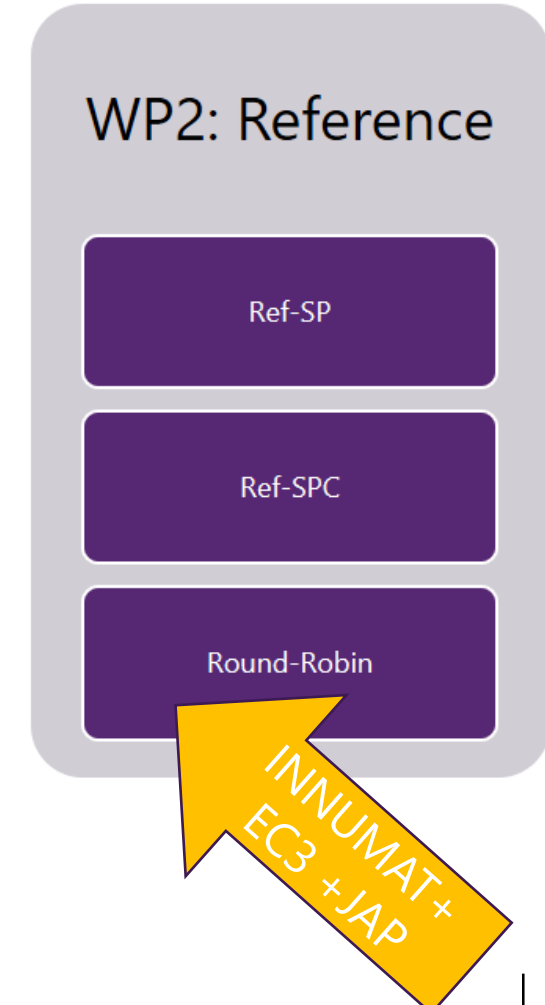 WP2: Reference
Ref-SP
Ref-SPC
Round-Robin
INNUMAT+
EC3 +JAP